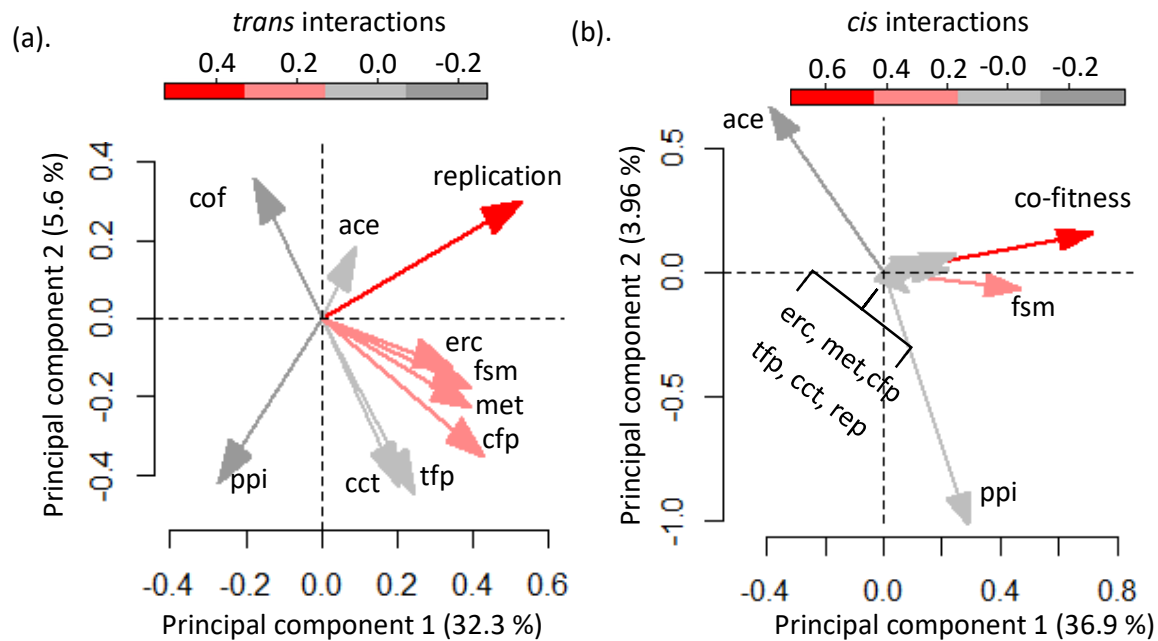 (a).
trans interactions
0.4 0.2 0.0 -0.2
Principal component 2 (5.6 %)
0.4
0.2
0.0
-0.2
-0.4
cof
ace
replication
erc
fsm
met
cfp
ppi
cct
tfp
-0.4 -0.2 0.0 0.2 0.4 0.6
Principal component 1 (32.3 %)
(b).
cis interactions
0.6 0.4 0.2 -0.0 -0.2
Principal component 2 (3.96 %)
0.5
0.0
-0.5
-1.0
ace
co-fitness
fsm
erc, met,cfp
tfp, cct, rep
ppi
-0.4 0.0 0.4 0.8
Principal component 1 (36.9 %)